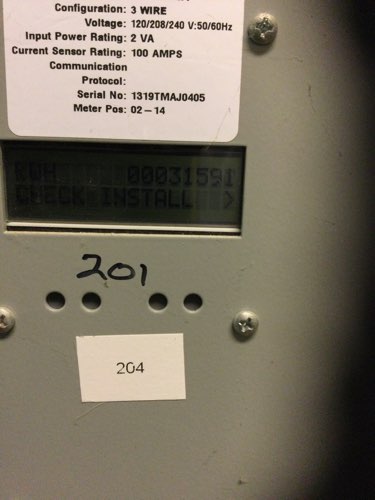 Configuration: 3 WIRE
Voltage: 120/208/240 V:50/60Hz
Input Power Rating: 2 VA
Current Sensor Rating: 100 AMPS
Communication
Protocol:
Serial No: 1319TMAJ0405
Meter Pos: 02-14
KWH 00031591
CHECK INSTALL >
201
204